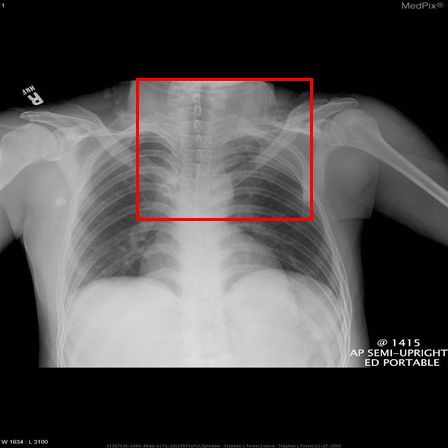 1
MedPix®
R
@ 1415
AP SEMI-UPRIGHT
ED PORTABLE
W 1634 : L 3100